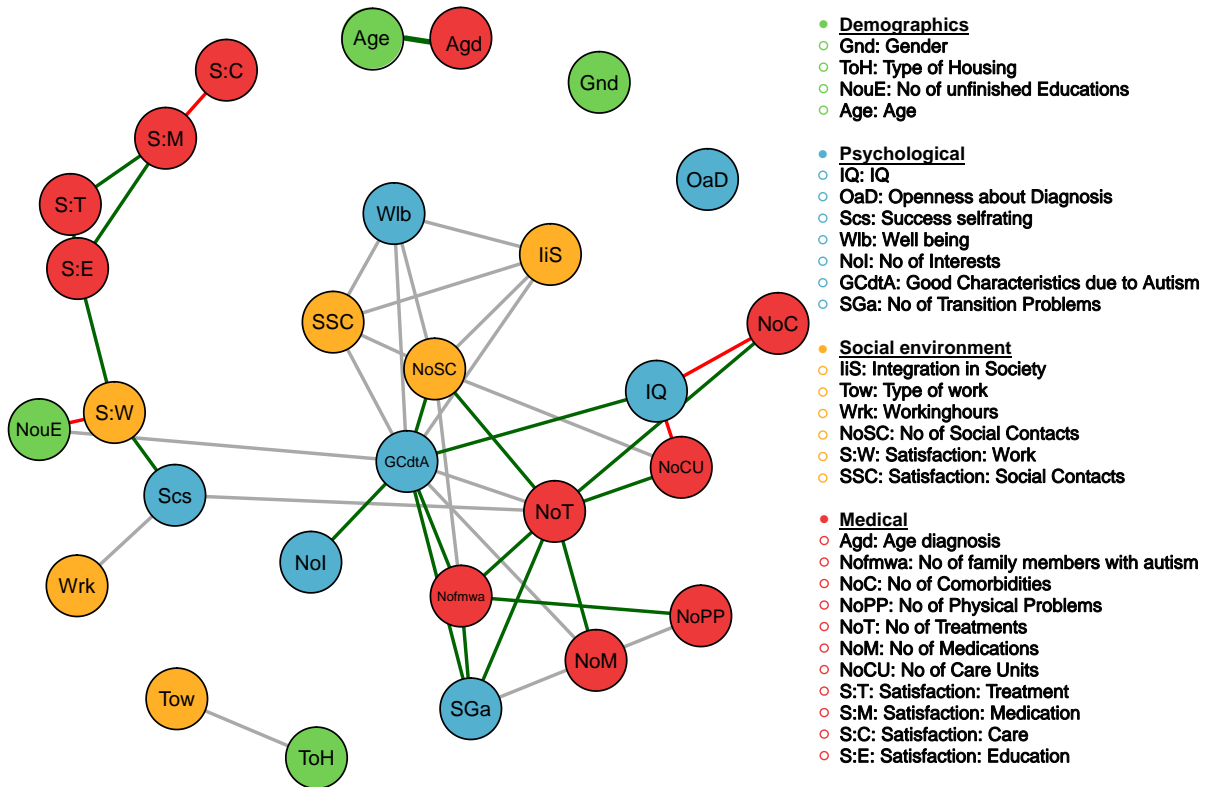 Age
Agd
S:C
Gnd
S:M
OaD
S:T
Wlb
IiS
S:E
SSC
NoC
NoSC
IQ
S:W
NouE
GCdtA
NoCU
Scs
NoT
NoI
Wrk
Nofmwa
NoPP
NoM
Tow
SGa
ToH
Demographics
Gnd: Gender
ToH: Type of Housing
NouE: No of unfinished Educations
Age: Age
Psychological
IQ: IQ
OaD: Openness about Diagnosis
Scs: Success selfrating
Wlb: Well being
NoI: No of Interests
GCdtA: Good Characteristics due to Autism
SGa: No of Transition Problems
Social environment
IiS: Integration in Society
Tow: Type of work
Wrk: Workinghours
NoSC: No of Social Contacts
S:W: Satisfaction: Work
SSC: Satisfaction: Social Contacts
Medical
Agd: Age diagnosis
Nofmwa: No of family members with autism
NoC: No of Comorbidities
NoPP: No of Physical Problems
NoT: No of Treatments
NoM: No of Medications
NoCU: No of Care Units
S:T: Satisfaction: Treatment
S:M: Satisfaction: Medication
S:C: Satisfaction: Care
S:E: Satisfaction: Education